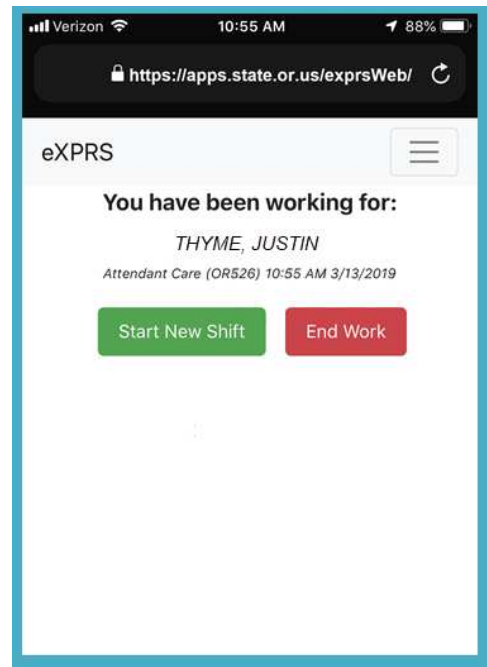 Verizon 10:55 AM 88%
https://apps.state.or.us/exprsWeb/
eXPRS
You have been working for:
THYME, JUSTIN
Attendant Care (OR526) 10:55 AM 3/13/2019
Start New Shift End Work